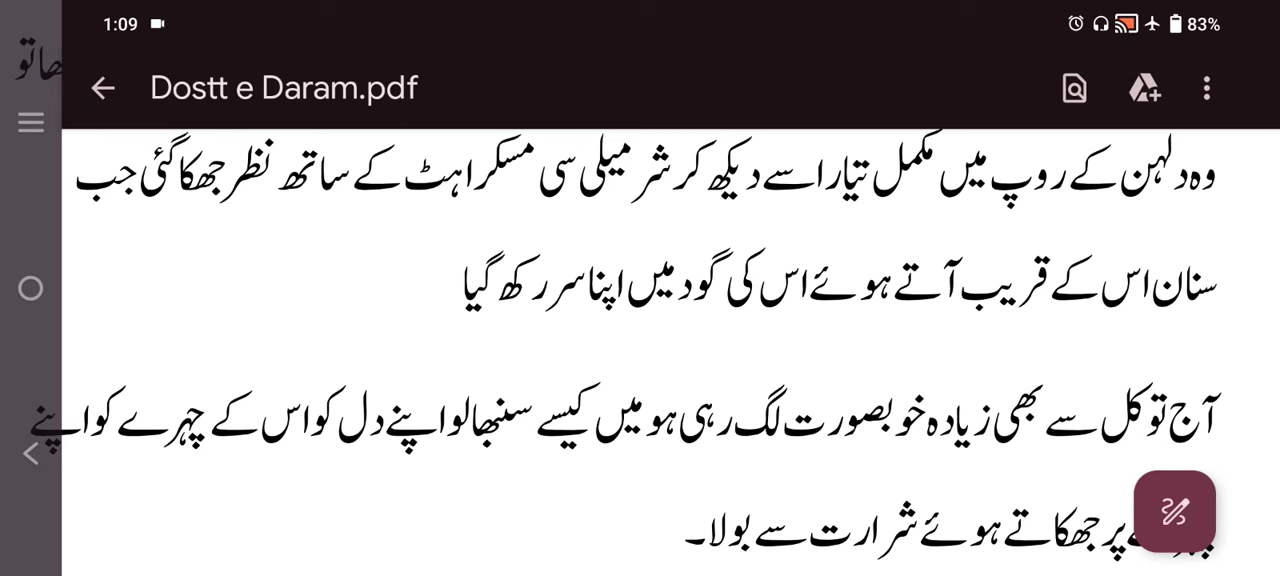 1:09
83%
ھاتو
Dostt e Daram.pdf
وہ دلہن کے روپ میں مکمل تیار اسے دیکھ کر شرمیلی سی مسکراہٹ کے ساتھ نظر جھکا گئی جب
سنان اس کے قریب آتے ہوئے اس کی گود میں اپنا سر رکھ گیا
آج تو کل سے بھی زیادہ خوبصورت لگ رہی ہو میں کیسے سنبھالو اپنے دل کو اس کے چہرے کو اپنے
پر جھکاتے ہوئے شرارت سے بولا۔